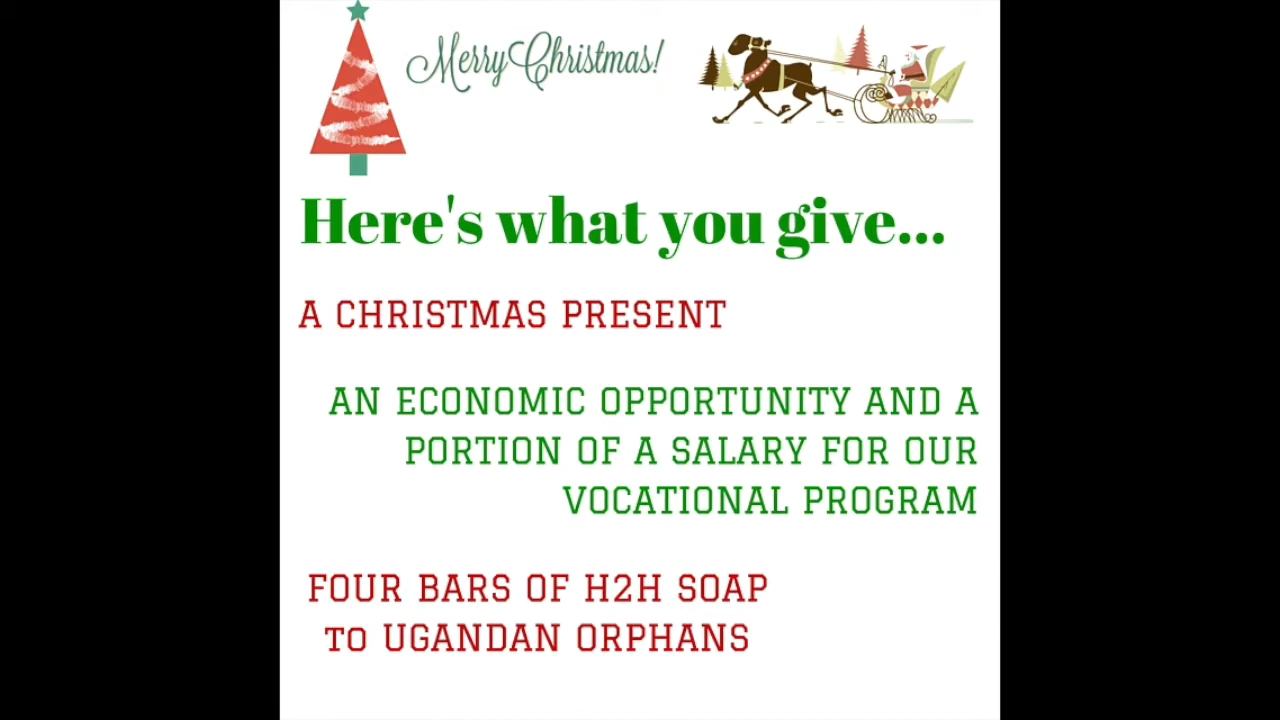 Merry Christmas!
Here's what you give...
A CHRISTMAS PRESENT
AN ECONOMIC OPPORTUNITY AND A
PORTION OF A SALARY FOR OUR
VOCATIONAL PROGRAM
FOUR BARS OF H2H SOAP
TO UGANDAN ORPHANS